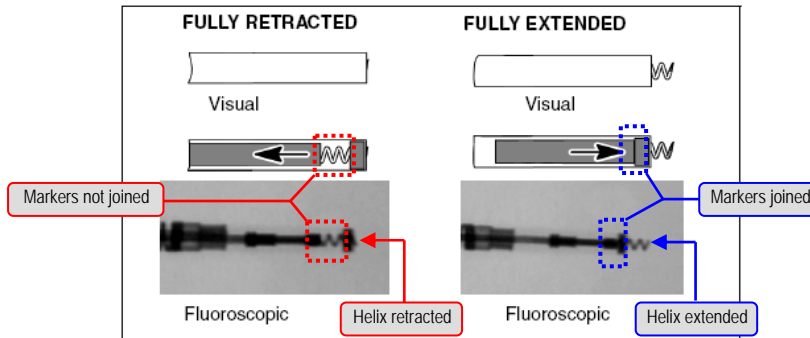 FULLY RETRACTED
FULLY EXTENDED
Visual
Visual
Markers not joined
Markers joined
Fluoroscopic
Helix retracted
Fluoroscopic
Helix extended